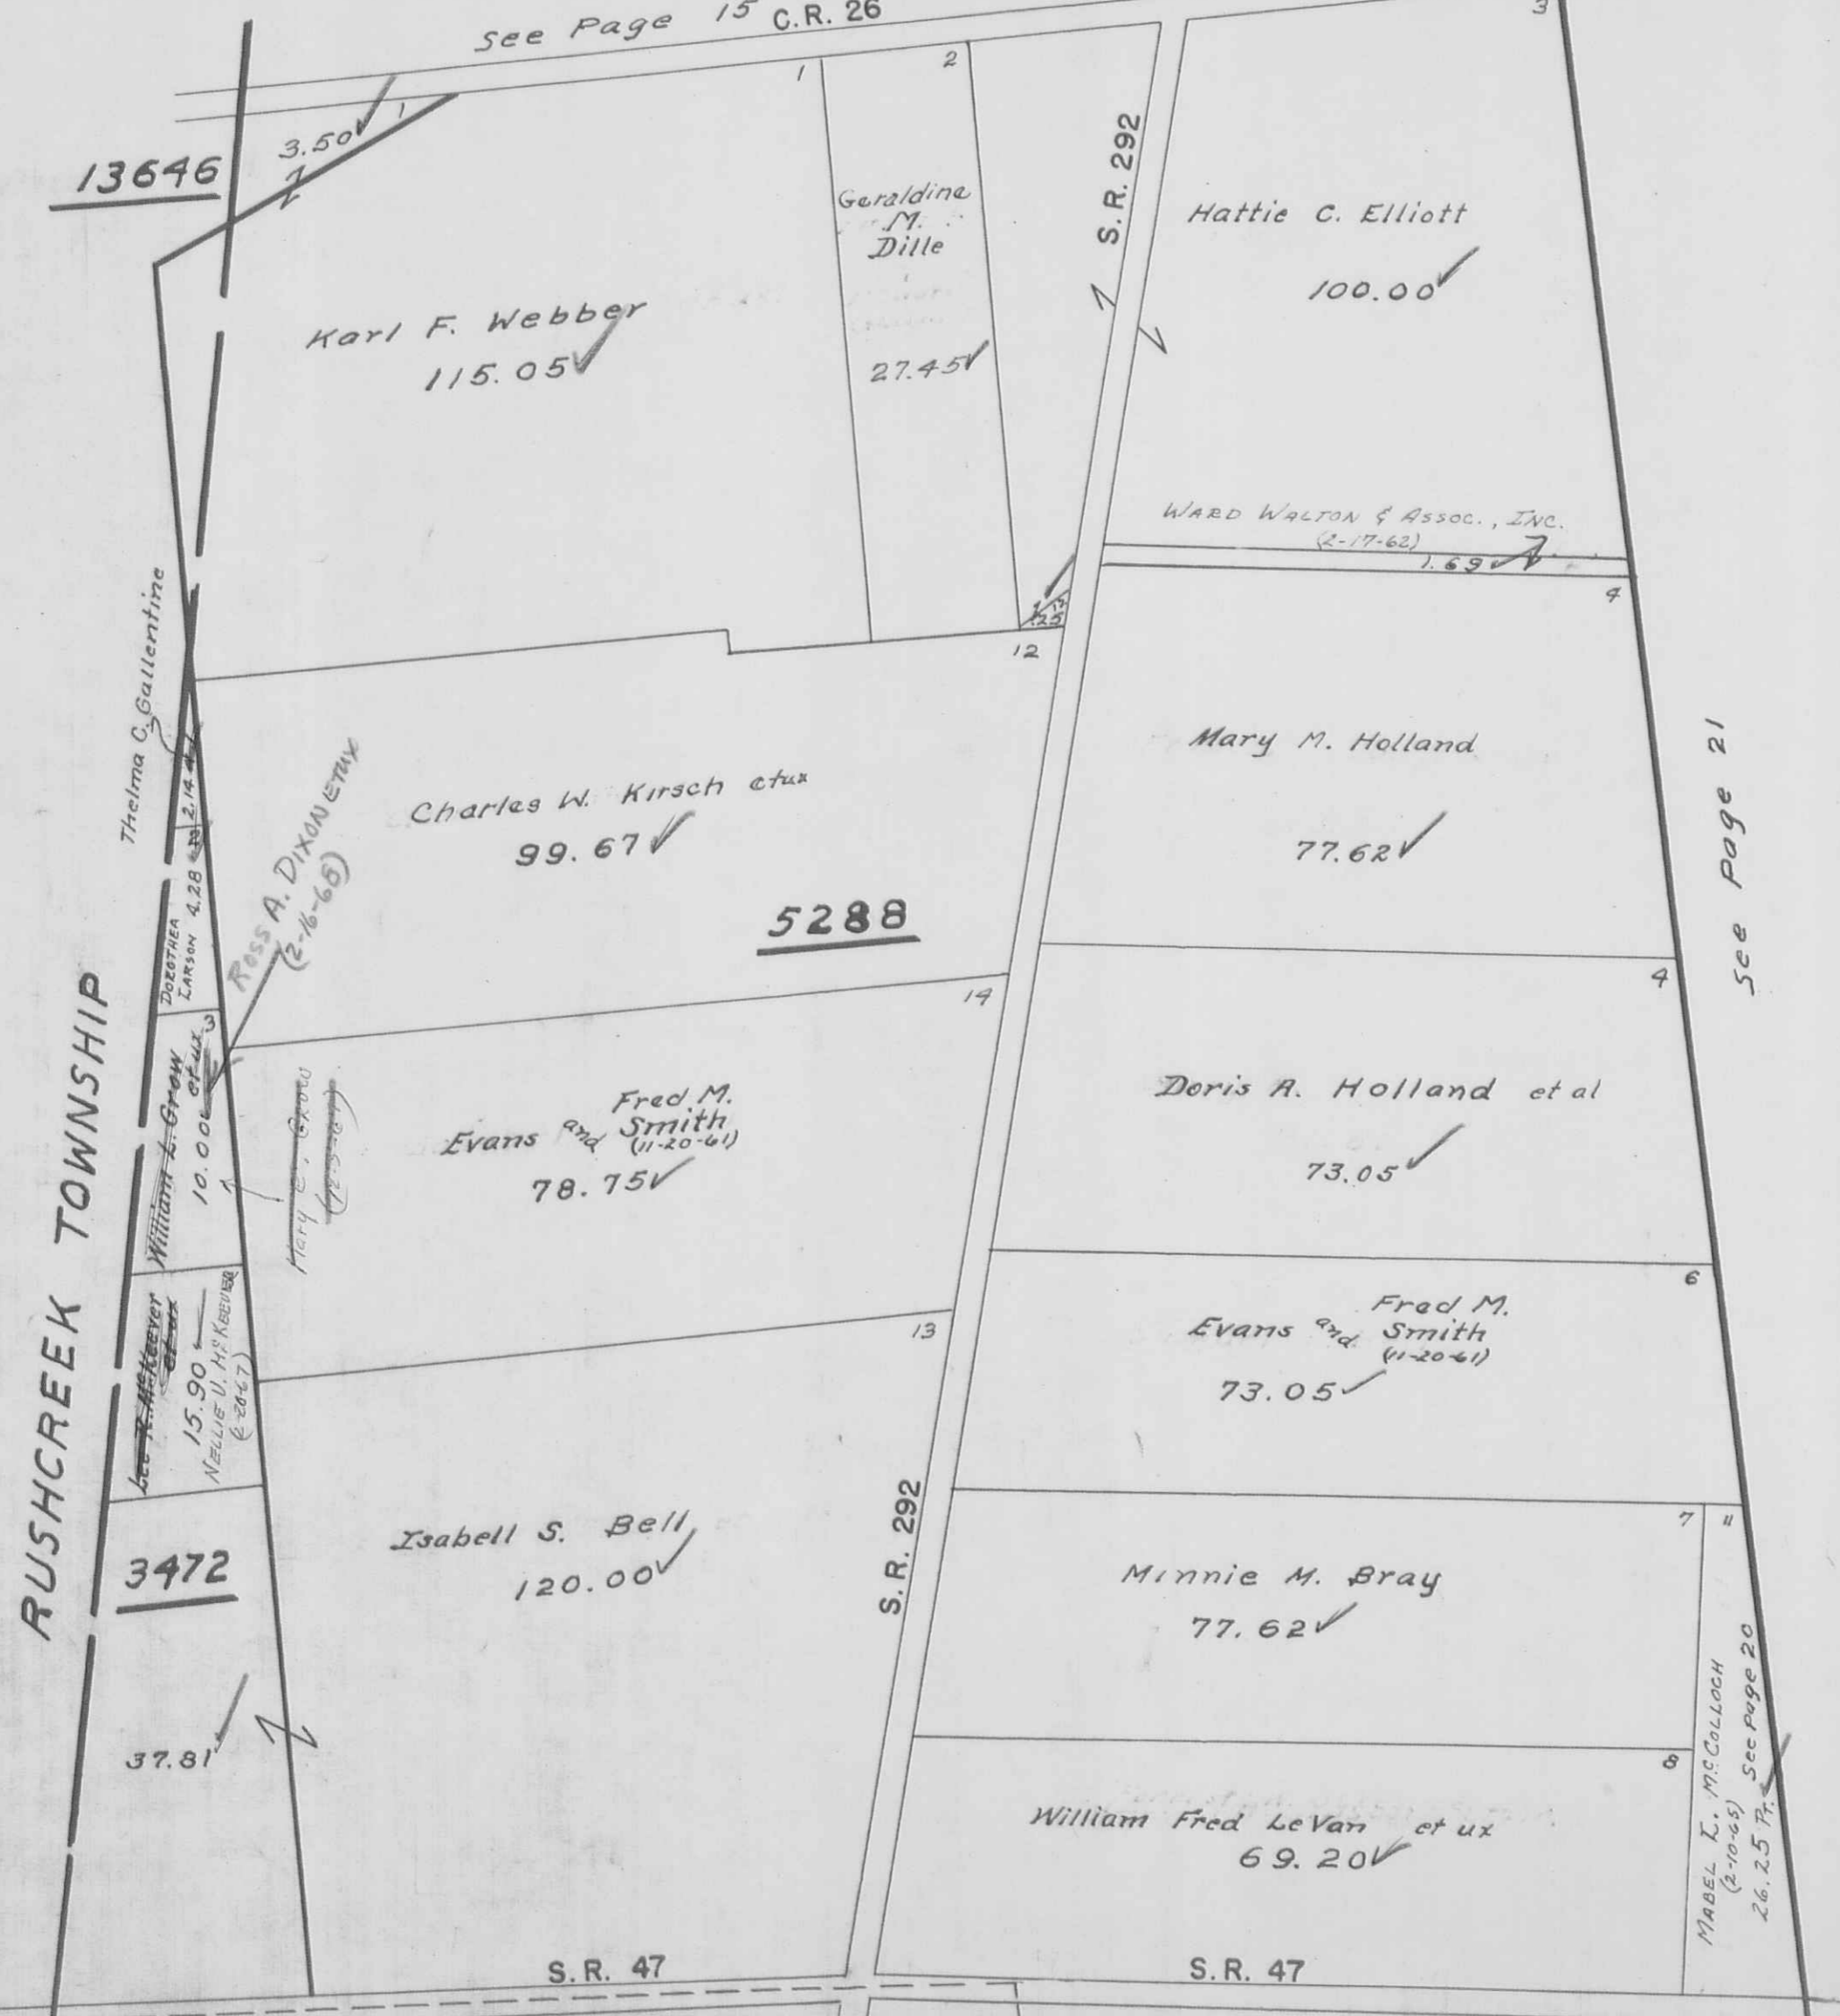 See Page 15 C.R. 26
3
1
2
1
3.50
13646
S.R. 292
Geraldine
M.
Dille
27.45
Hattie C. Elliott
100.00
Karl F. Webber
115.05
WARD WALTON & ASSOC., INC.
(2-17-62)
1.69
4
.25
12
Thelma C. Gallentine
2.14
Mary M. Holland
77.62
See Page 21
Charles W. Kirsch etux
99.67
ROSS A. DIXON ETUX
(2-16-68)
5288
DOROTHEA
LARSON 4.28
4
14
3
William L. Grow
et ux
10.00
Mary E. Grow
Fred M.
Evans and Smith
(11-20-61)
78.75
Doris A. Holland et al
73.05
RUSHCREEK TOWNSHIP
6
13
Lee R. McKeever
et ux
15.90
NELLIE V. McKEEVER
(2-28-67)
Fred M.
Evans and Smith
(11-20-61)
73.05
S.R. 292
7
11
Isabell S. Bell
120.00
3472
Minnie M. Bray
77.62
37.81
8
MABEL L. McCOLLOCH
(2-10-65)
26.25 Pt. See Page 20
William Fred LeVan et ux
69.20
S.R. 47
S.R. 47